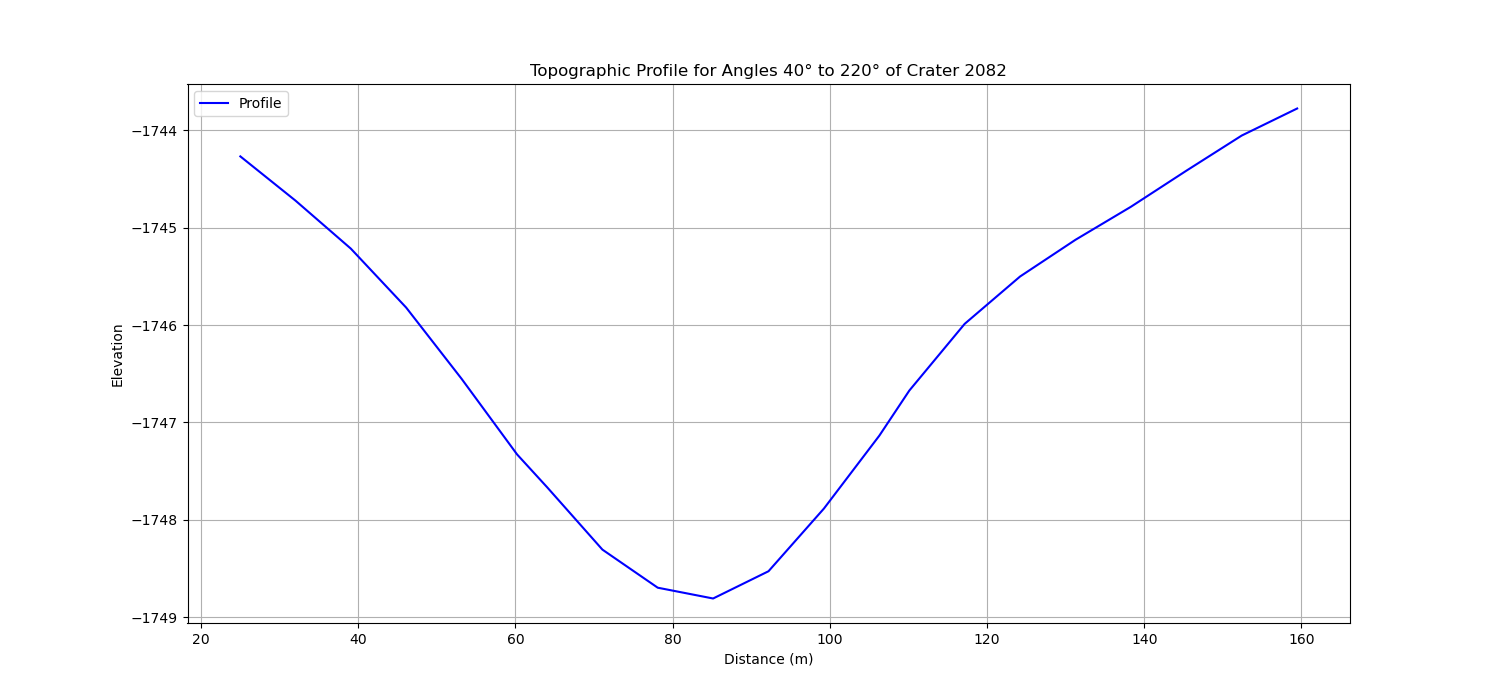 Topographic Profile for Angles 40° to 220° of Crater 2082
Profile
−1744
−1745
−1746
−1747
−1748
−1749
Elevation
20 40 60 80 100 120 140 160
Distance (m)